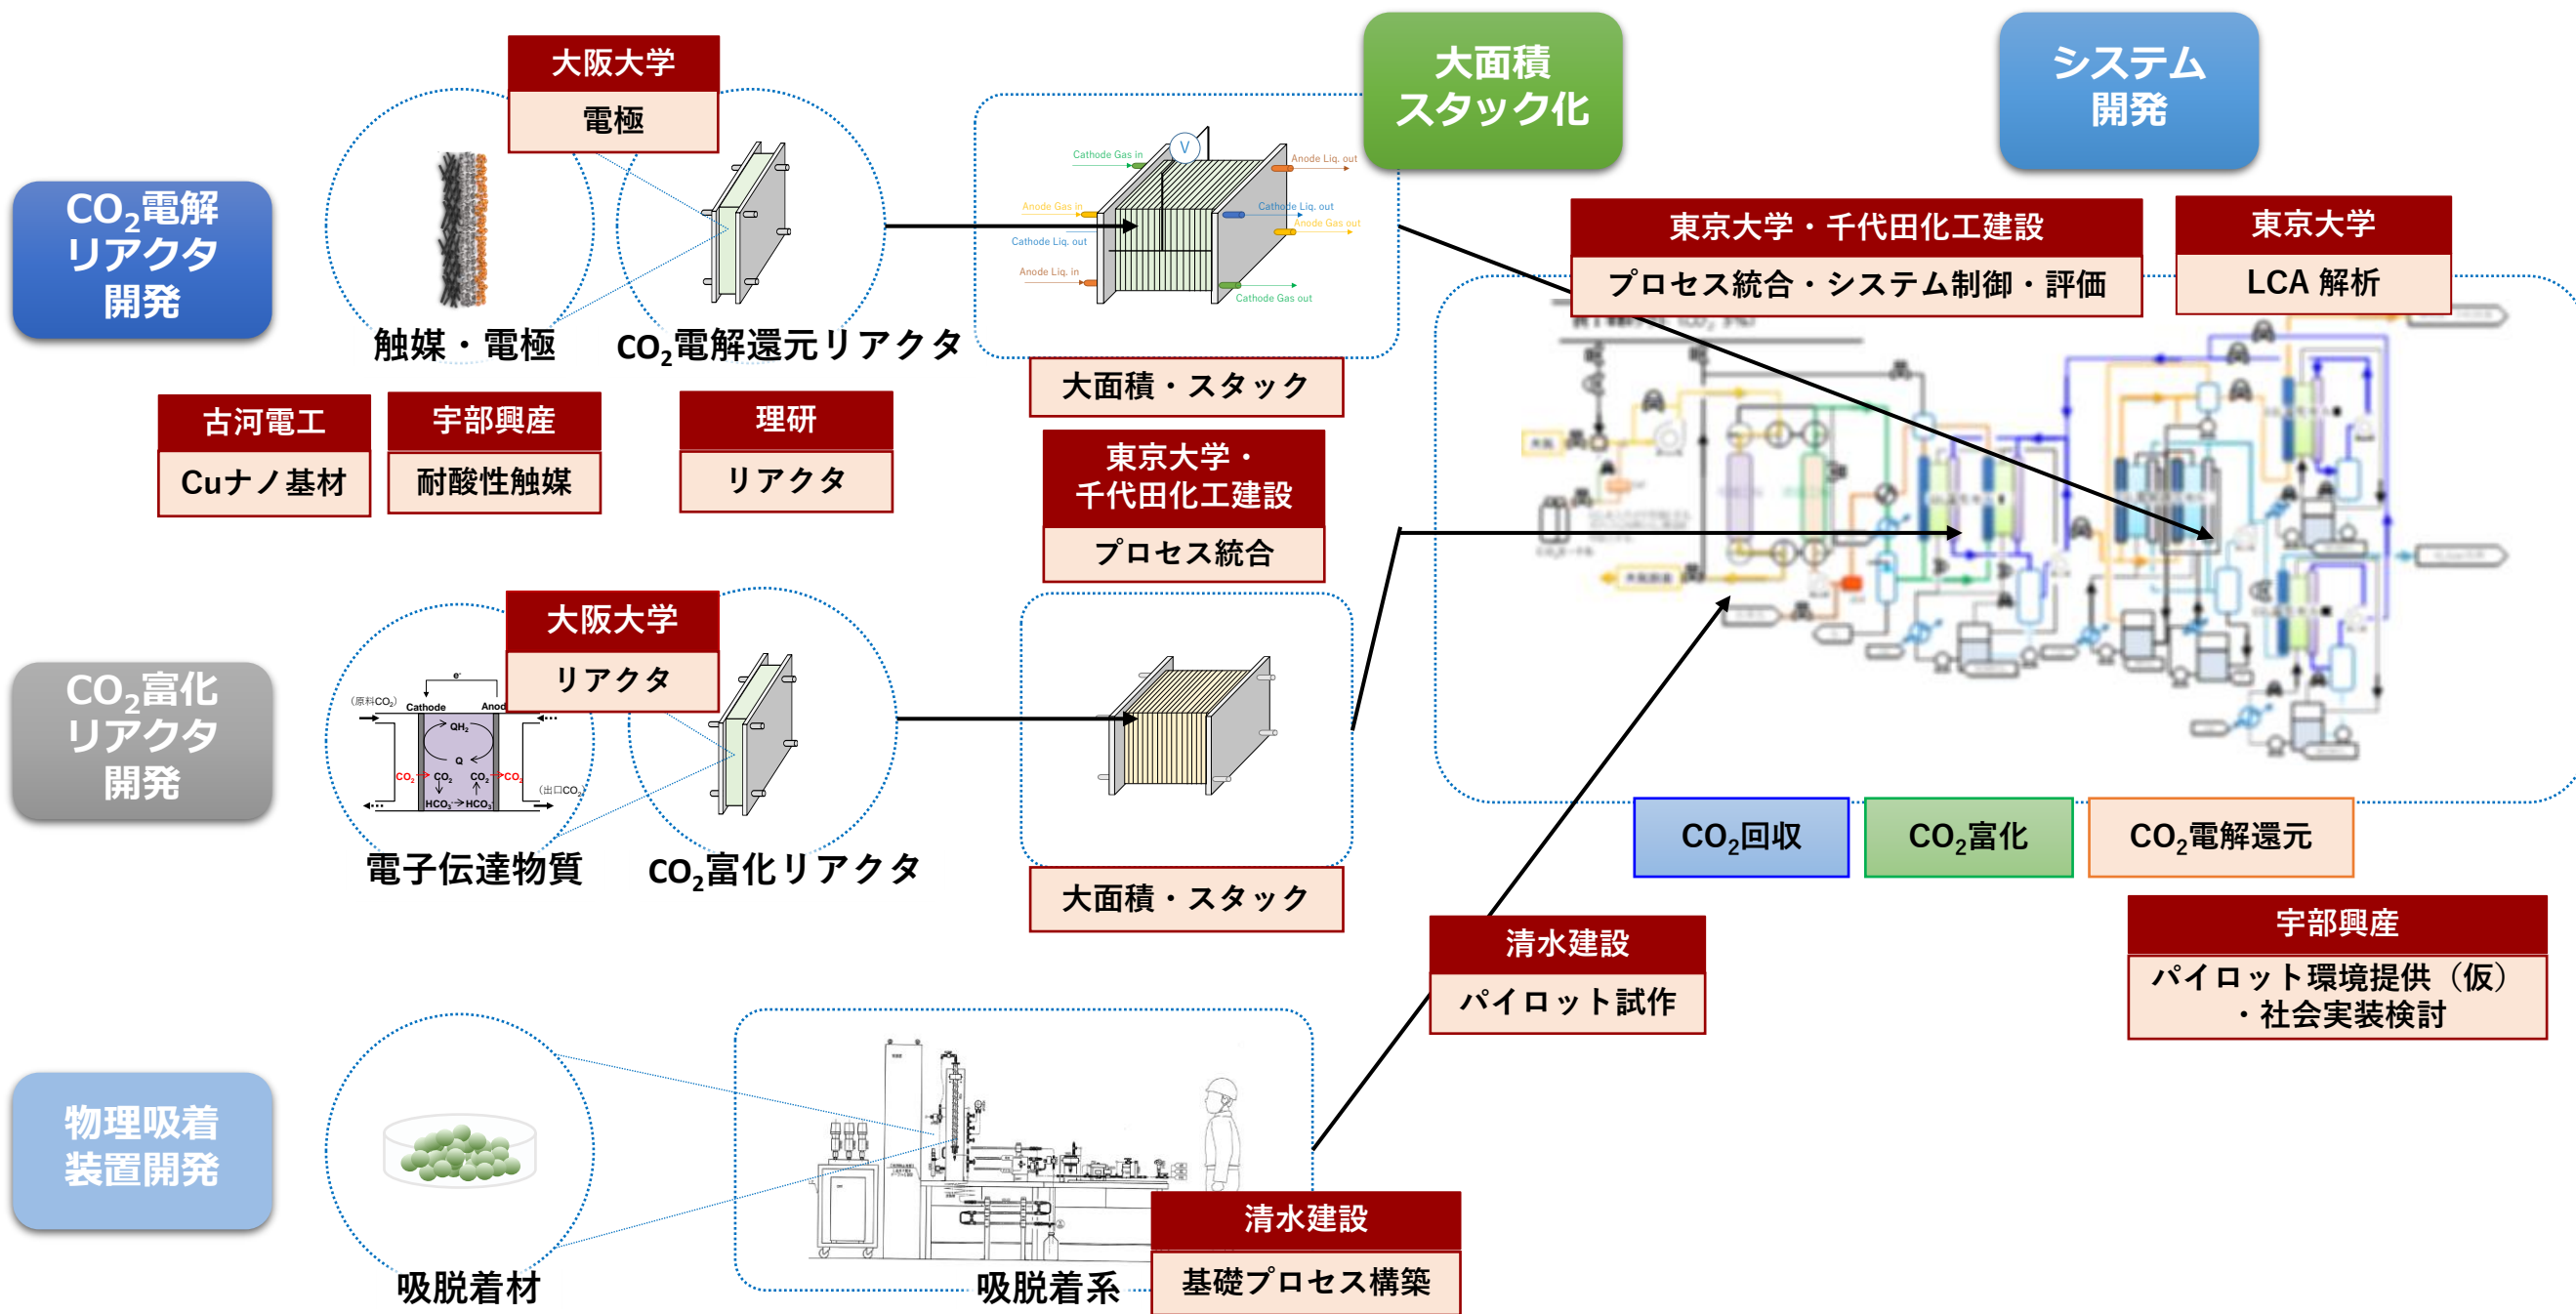 大面積
スタック化
システム
開発
CO₂電解
リアクタ
開発
大阪大学
電極
触媒・電極
CO₂電解還元リアクタ
V
Cathode Gas in
Anode Gas in
Cathode Liq. out
Anode Liq. in
Anode Liq. out
Cathode Liq. out
Anode Gas out
Cathode Gas out
大面積・スタック
古河電工
Cuナノ基材
宇部興産
耐酸性触媒
理研
リアクタ
東京大学・
千代田化工建設
プロセス統合
東京大学・千代田化工建設
プロセス統合・システム制御・評価
東京大学
LCA 解析
CO₂富化
リアクタ
開発
大阪大学
リアクタ
e⁻
(原料CO₂)
Cathode
QH₂
Q
CO₂
CO₂
CO₂
CO₂
HCO₃⁻
HCO₃⁻
(出口CO₂)
電子伝達物質
CO₂富化リアクタ
大面積・スタック
CO₂回収
CO₂富化
CO₂電解還元
清水建設
パイロット試作
宇部興産
パイロット環境提供（仮）
・社会実装検討
物理吸着
装置開発
吸脱着材
吸脱着系
清水建設
基礎プロセス構築